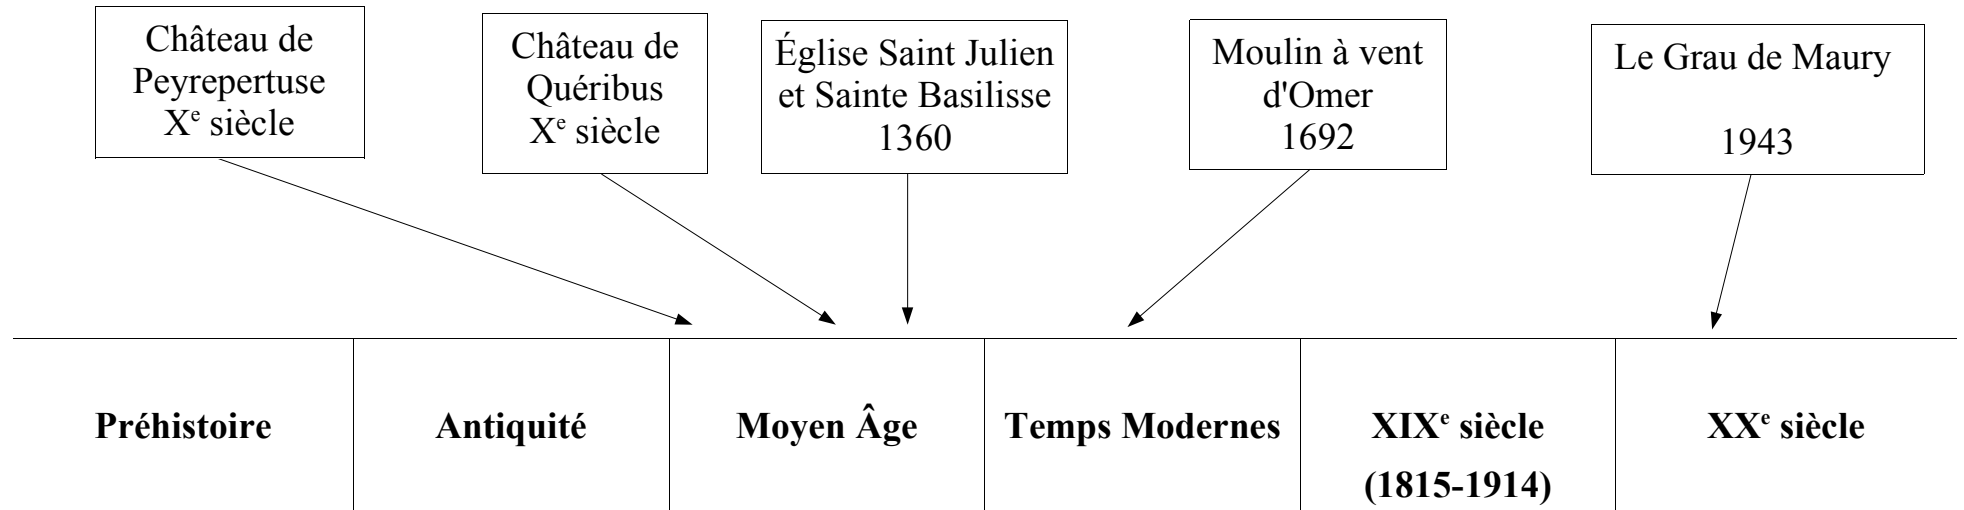 Château de
Peyrepertuse
Xe siècle
Château de
Quéribus
Xe siècle
Église Saint Julien
et Sainte Basilisse
1360
Moulin à vent
d'Omer
1692
Le Grau de Maury
1943
Préhistoire
Antiquité
Moyen Âge
Temps Modernes
XIXe siècle
(1815-1914)
XXe siècle